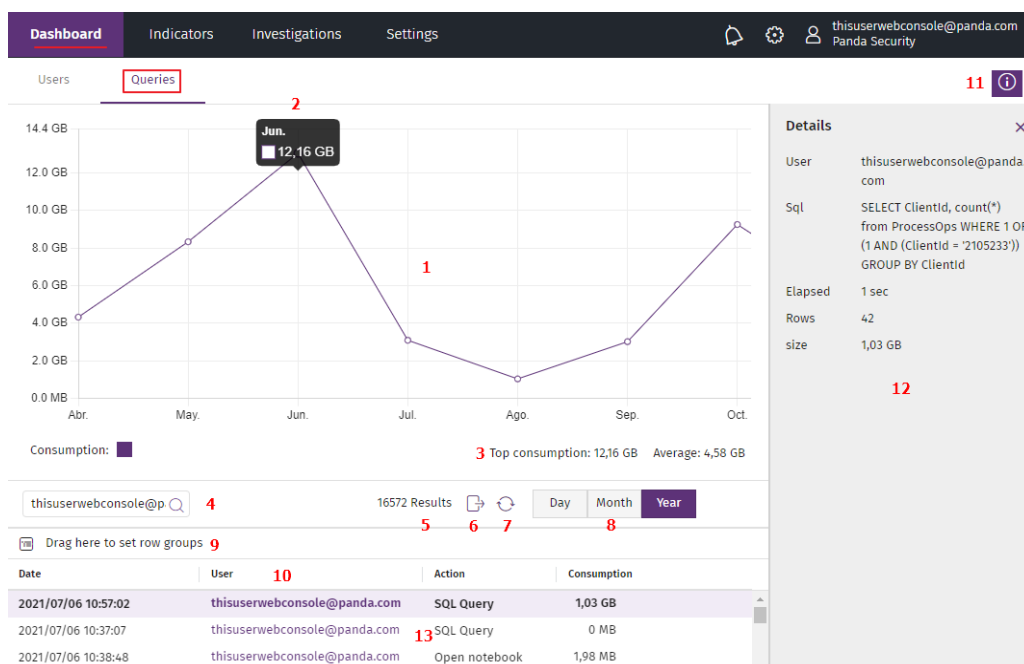 Dashboard Indicators Investigations Settings
thisuserwebconsole@panda.com
Panda Security
Users Queries 11
2
14.4 GB
12.0 GB
10.0 GB
8.0 GB
6.0 GB
4.0 GB
2.0 GB
0.0 MB
Jun.
12,16 GB
1
Abr. May. Jun. Jul. Ago. Sep. Oct.
Consumption:
3 Top consumption: 12,16 GB Average: 4,58 GB
thisuserwebconsole@p 4 16572 Results Day Month Year
5 6 7 8
Drag here to set row groups 9
Date User 10 Action Consumption
2021/07/06 10:57:02 thisuserwebconsole@panda.com SQL Query 1,03 GB
2021/07/06 10:37:07 thisuserwebconsole@panda.com 13 SQL Query 0 MB
2021/07/06 10:38:48 thisuserwebconsole@panda.com Open notebook 1,98 MB
Details
User thisuserwebconsole@panda.
com
Sql SELECT ClientId, count(*)
from ProcessOps WHERE 1 OR
(1 AND (ClientId = '2105233'))
GROUP BY ClientId
Elapsed 1 sec
Rows 42
size 1,03 GB
12